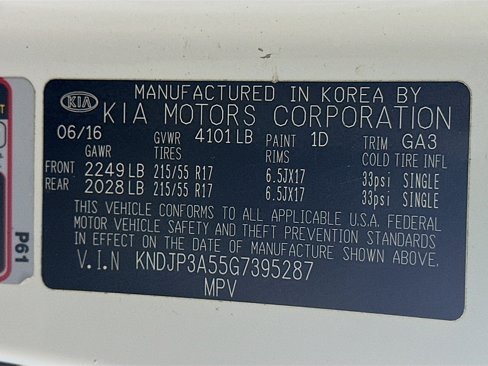 MANUFACTURED IN KOREA BY
KIA KIA MOTORS CORPORATION
06/16 GVWR 4101 LB PAINT 1D TRIM GA3
GAWR TIRES RIMS COLD TIRE INFL
FRONT 2249 LB 215/55 R17 6.5JX17 33psi SINGLE
REAR 2028 LB 215/55 R17 6.5JX17 33psi SINGLE
THIS VEHICLE CONFORMS TO ALL APPLICABLE U.S.A. FEDERAL
MOTOR VEHICLE SAFETY AND THEFT PREVENTION STANDARDS
IN EFFECT ON THE DATE OF MANUFACTURE SHOWN ABOVE.
V.I.N KNDJP3A55G7395287
MPV
P61